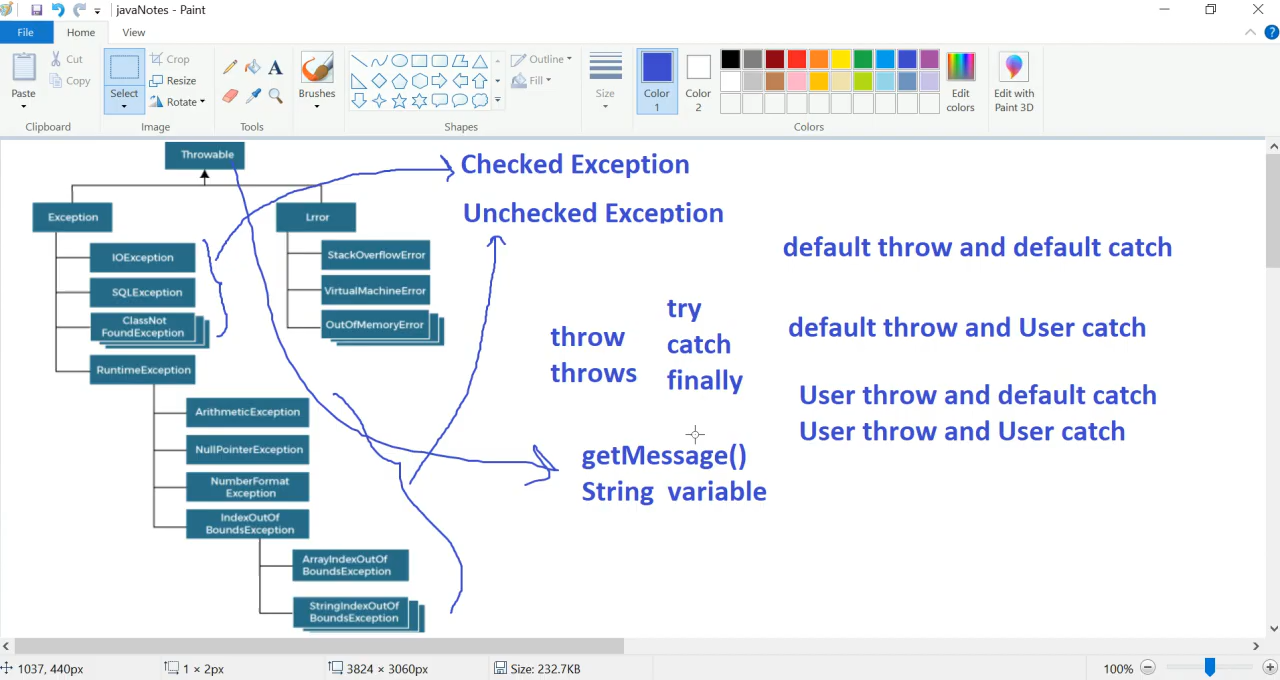 javaNotes - Paint
File
Home
View
Paste
Cut
Copy
Clipboard
Select
Crop
Resize
Rotate
Image
Tools
Brushes
Shapes
Outline
Fill
Size
Color
1
Color
2
Colors
Edit
colors
Edit with
Paint 3D
Throwable
Exception
Lrror
IOException
SQLException
ClassNot
FoundException
RuntimeException
StackOverflowError
VirtualMachineError
OutOfMemoryError
ArithmeticException
NullPointerException
NumberFormat
Exception
IndexOutOf
BoundsException
ArrayIndexOutOf
BoundsException
StringIndexOutOf
BoundsException
Checked Exception
Unchecked Exception
default throw and default catch
try
catch
finally
throw
throws
default throw and User catch
User throw and default catch
User throw and User catch
getMessage()
String variable
1037, 440px
1 × 2px
3824 × 3060px
Size: 232.7KB
100%